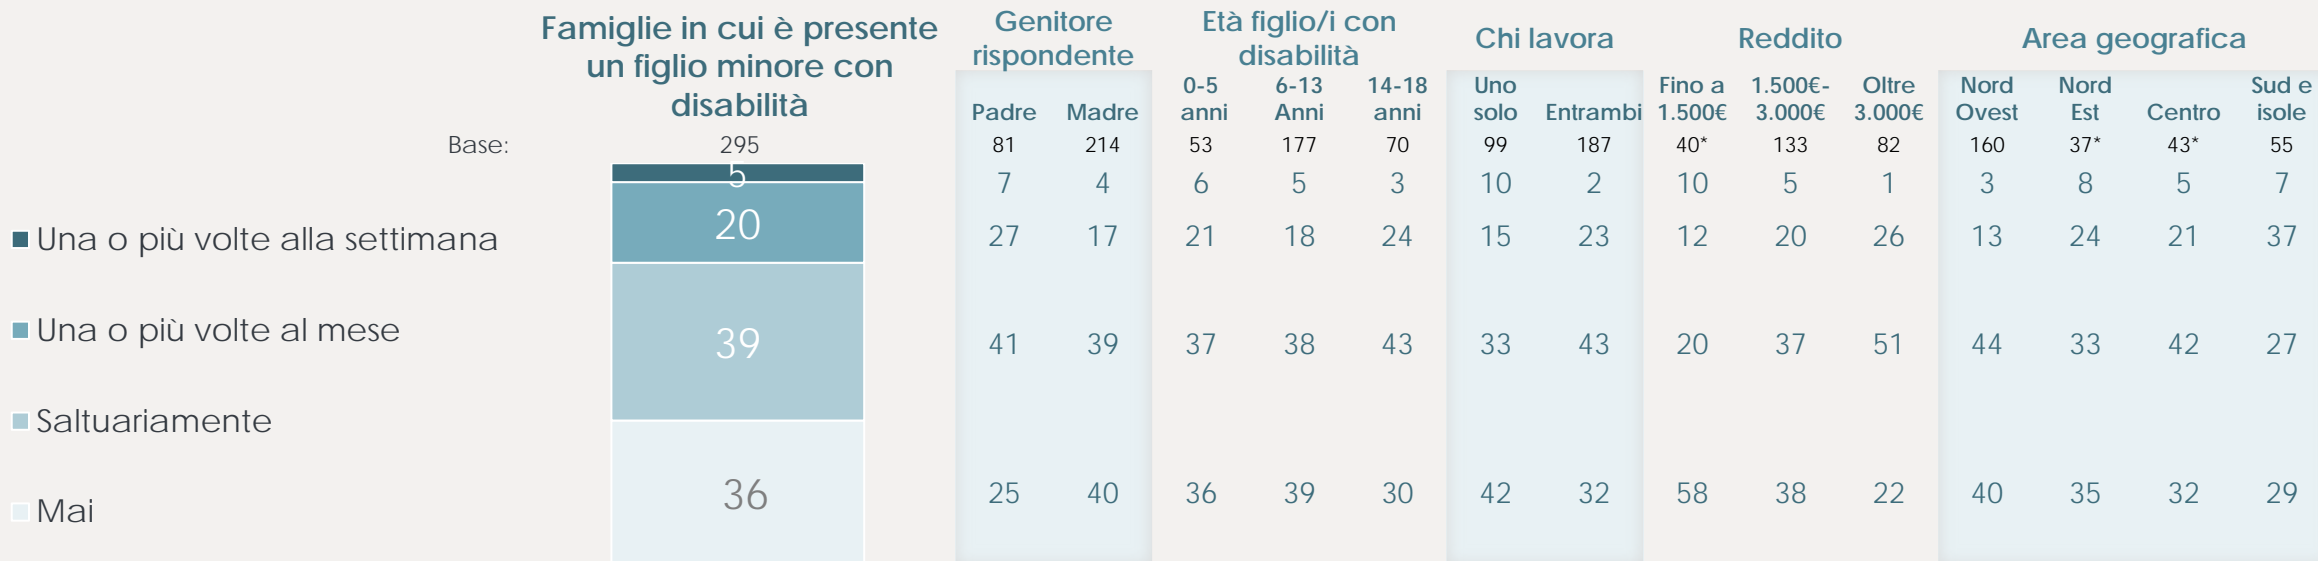 Famiglie in cui è presente
un figlio minore con
disabilità
Genitore
rispondente
Età figlio/i con
disabilità
Chi lavora
Reddito
Area geografica
Padre Madre 0-5 anni 6-13 Anni 14-18 anni Uno solo Entrambi Fino a 1.500€ 1.500€-3.000€ Oltre 3.000€ Nord Ovest Nord Est Centro Sud e isole
Base: 295 81 214 53 177 70 99 187 40* 133 82 160 37* 43* 55
5 7 4 6 5 3 10 2 10 5 1 3 8 5 7
Una o più volte alla settimana
20 27 17 21 18 24 15 23 12 20 26 13 24 21 37
Una o più volte al mese
39 41 39 37 38 43 33 43 20 37 51 44 33 42 27
Saltuariamente
36 25 40 36 39 30 42 32 58 38 22 40 35 32 29
Mai